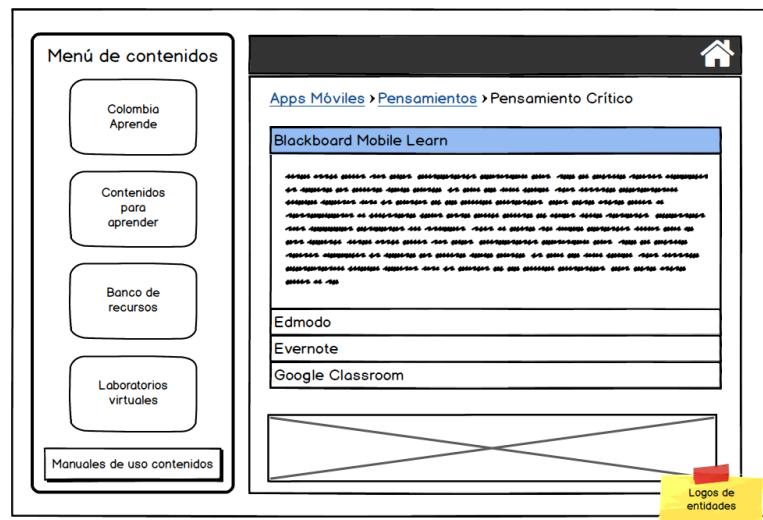 Menú de contenidos
Colombia
Aprende
Contenidos
para
aprender
Banco de
recursos
Laboratorios
virtuales
Manuales de uso contenidos
Apps Móviles › Pensamientos › Pensamiento Crítico
Blackboard Mobile Learn
Edmodo
Evernote
Google Classroom
Logos de
entidades